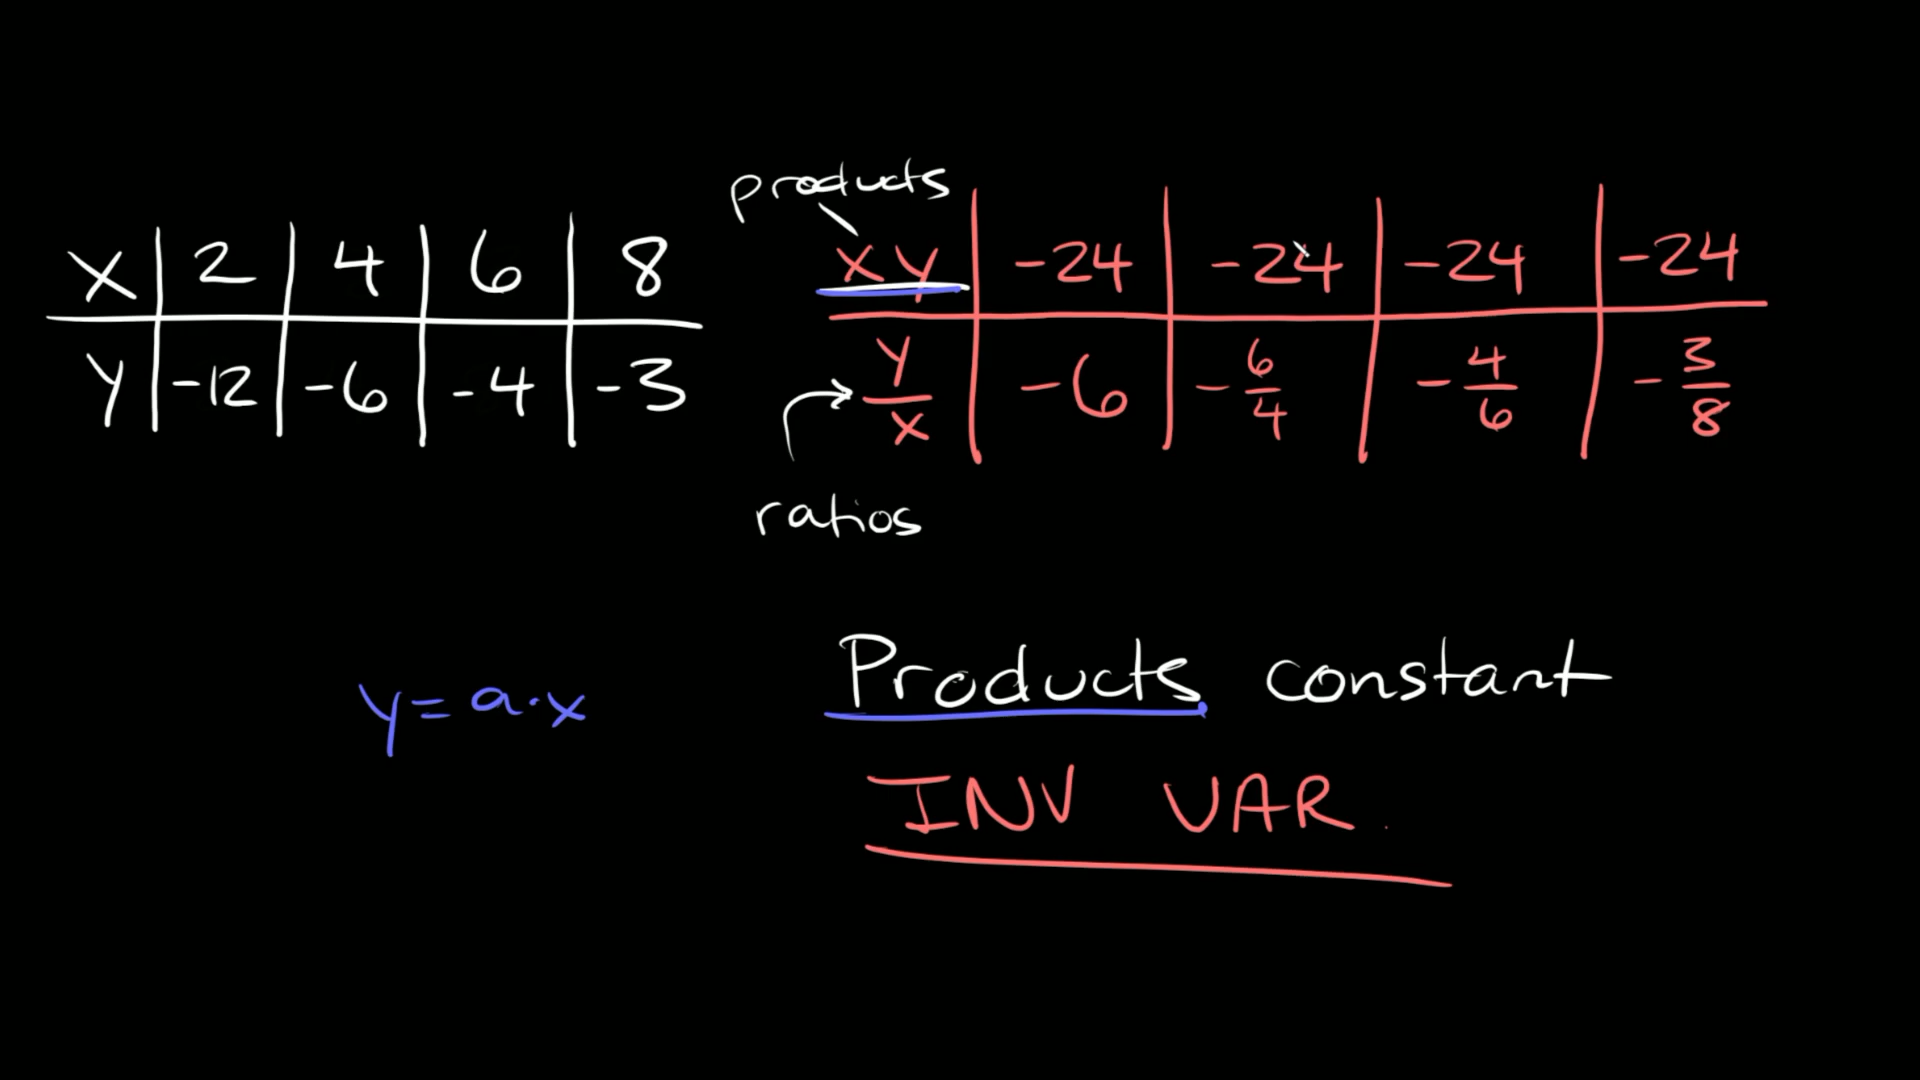 X 2 4 6 8
Y -12 -6 -4 -3
products
xy -24 -24 -24 -24
y/x -6 -6/4 -4/6 -3/8
ratios
y = a·x
Products constant
INV VAR.